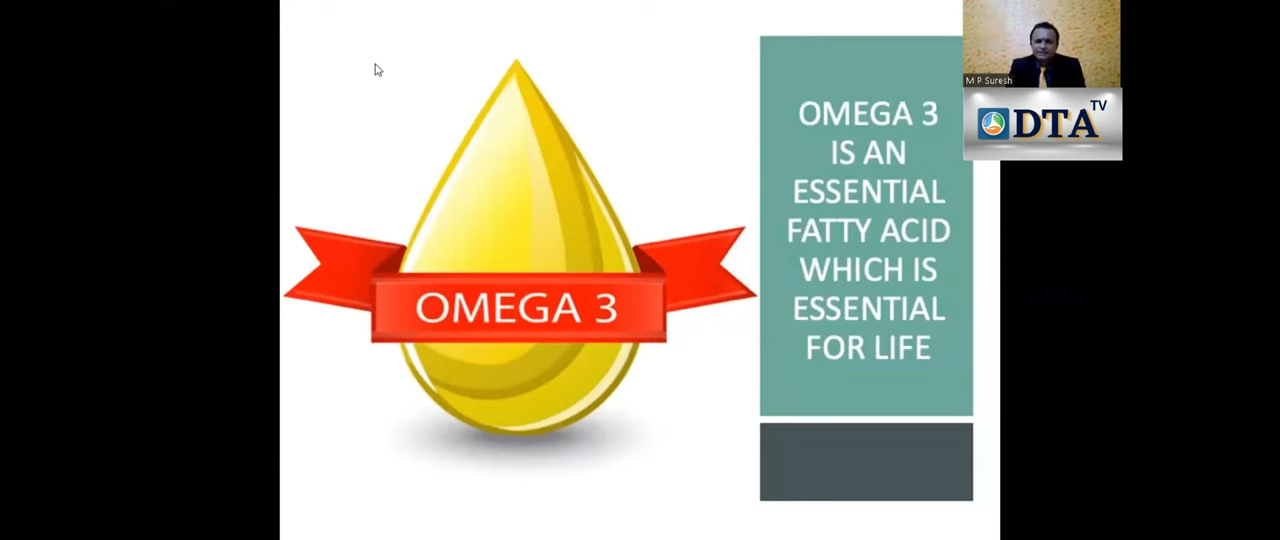 OMEGA 3
OMEGA 3
IS AN
ESSENTIAL
FATTY ACID
WHICH IS
ESSENTIAL
FOR LIFE
M P Suresh
DTA TV